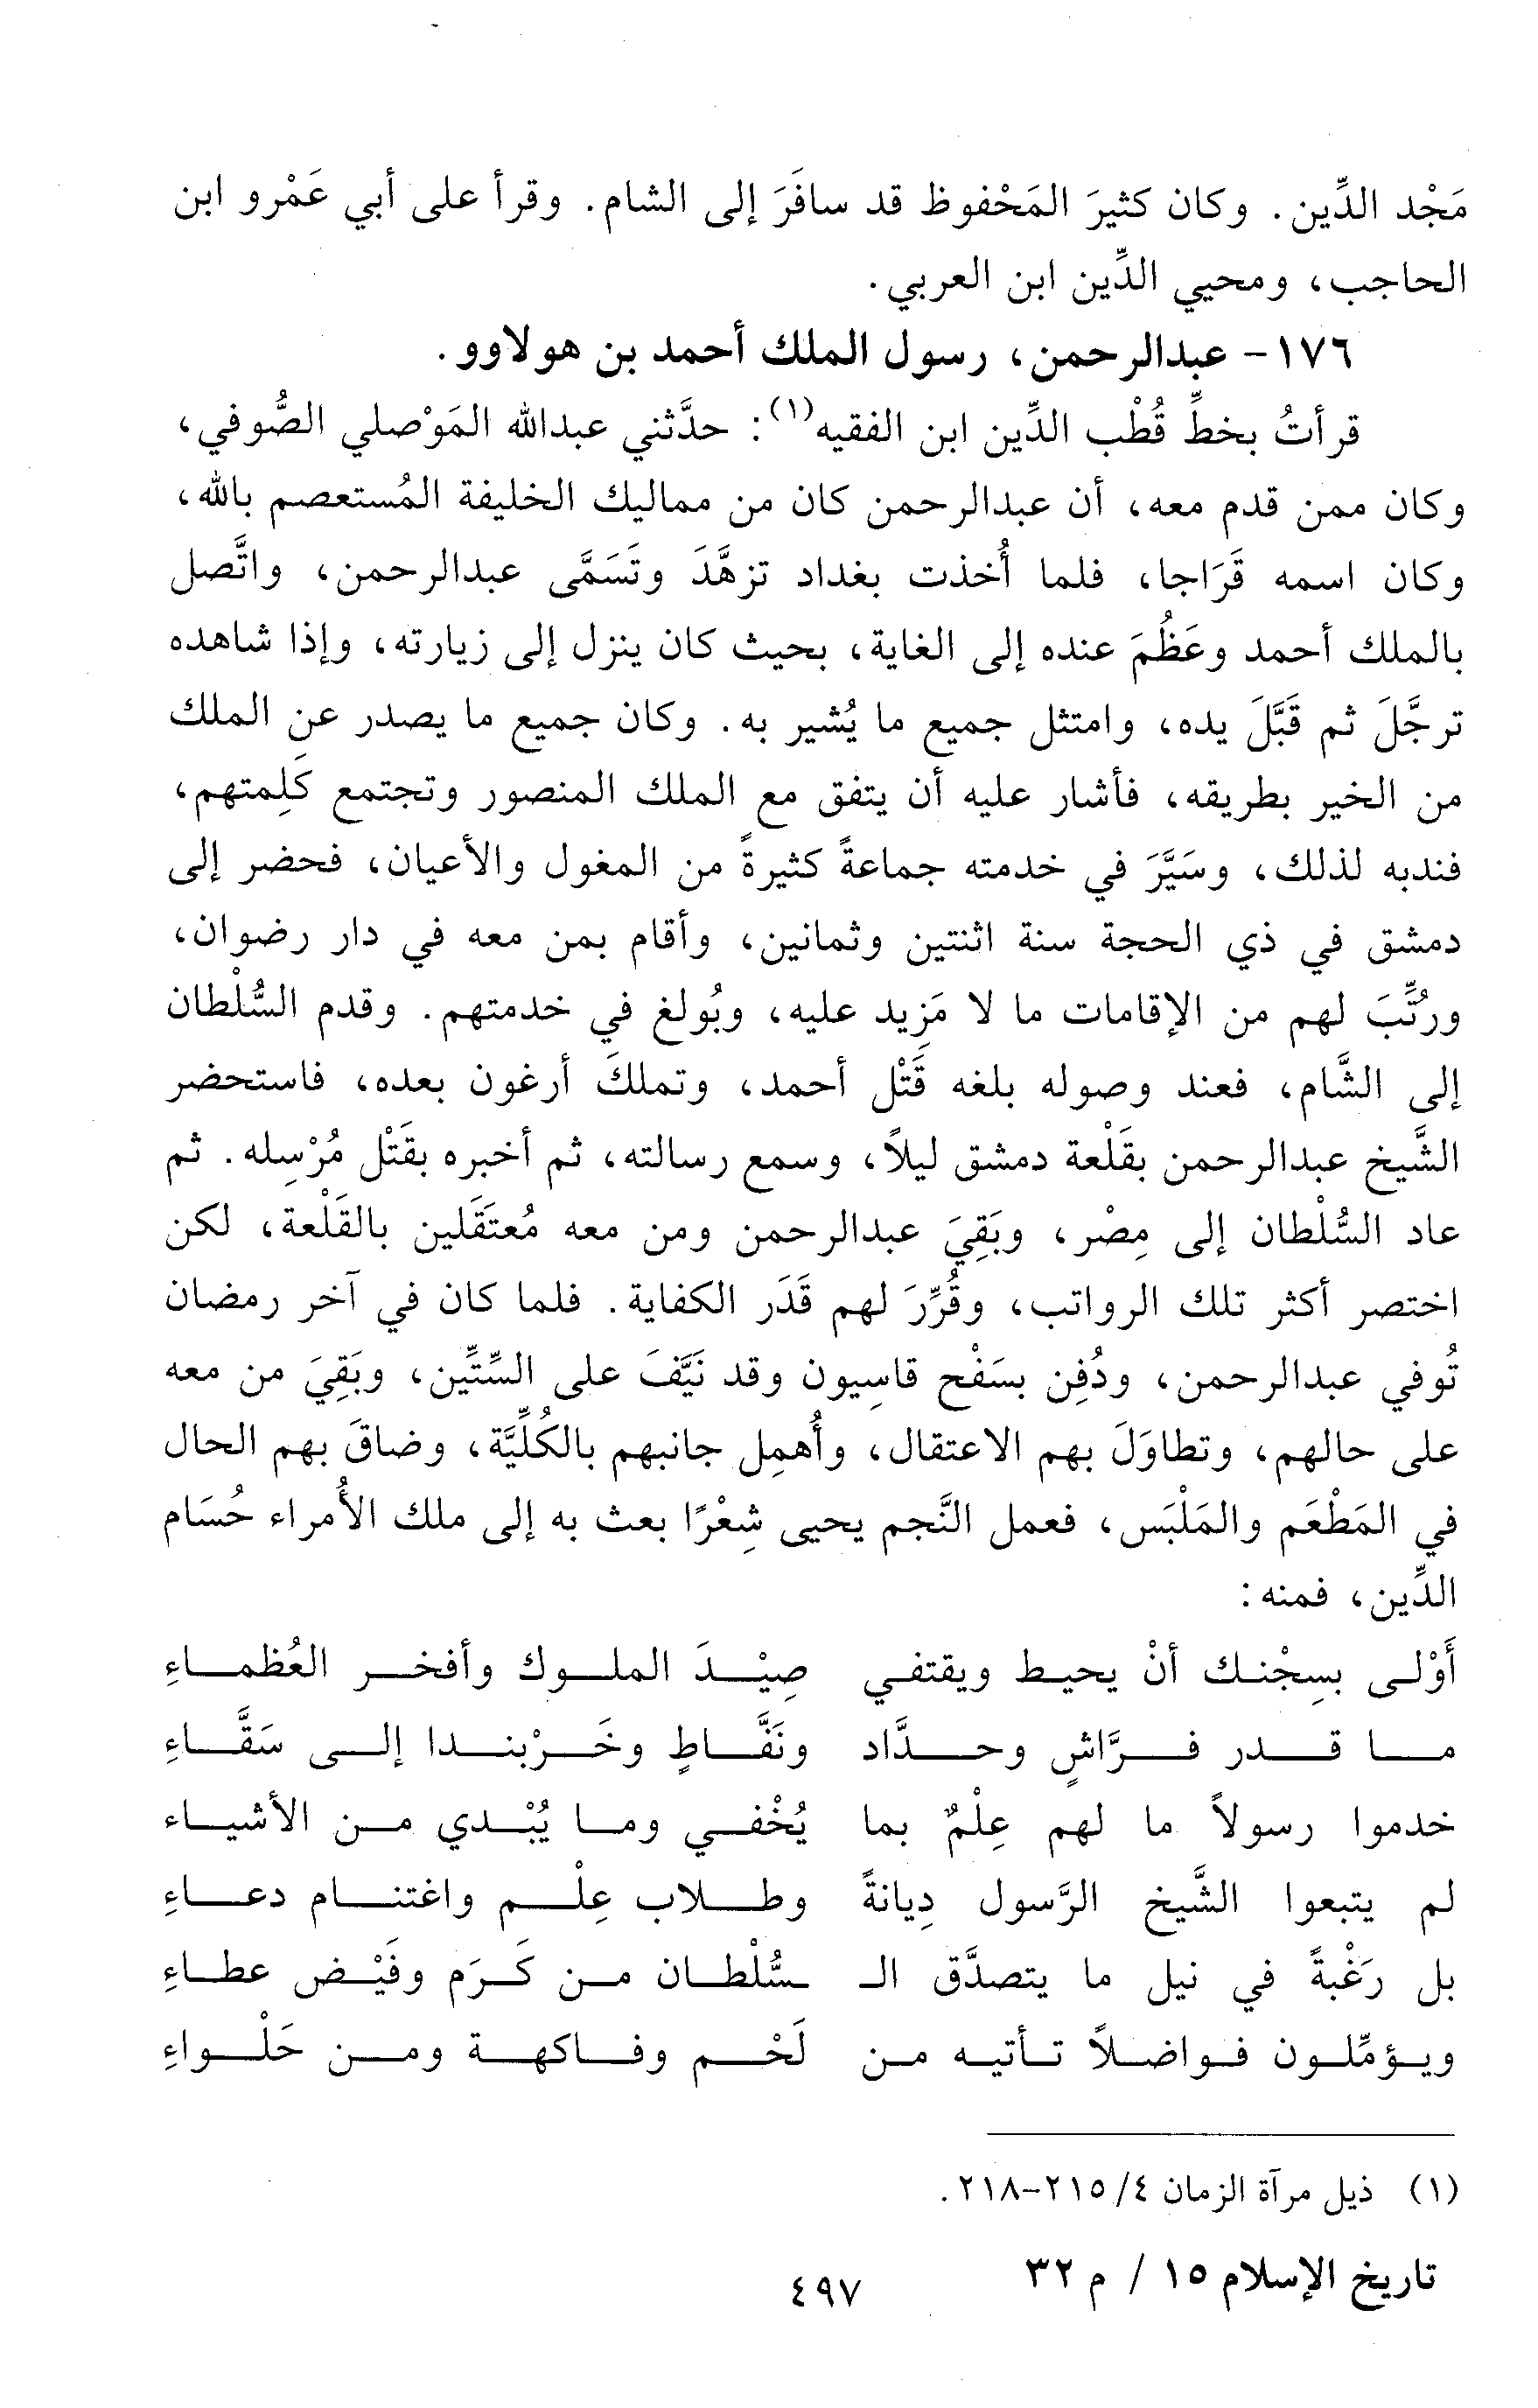 مَجْد الدِّين. وكان كثيرَ المَحْفوظ قد سافَرَ إلى الشام. وقرأ على أبي عَمْرو ابن
الحاجب، ومحيي الدِّين ابن العربي.
١٧٦- عبدالرحمن، رسول الملك أحمد بن هولاوو.
قرأتُ بخطِّ قُطْب الدِّين ابن الفقيه(١): حدَّثني عبدالله المَوْصلي الصُّوفي،
وكان ممن قدم معه، أن عبدالرحمن كان من مماليك الخليفة المُستعصم بالله،
وكان اسمه قَرَاجا، فلما أُخذت بغداد تزهَّدَ وتَسَمَّى عبدالرحمن، واتَّصل
بالملك أحمد وعَظُمَ عنده إلى الغاية، بحيث كان ينزل إلى زيارته، وإذا شاهده
ترجَّلَ ثم قَبَّلَ يده، وامتثل جميع ما يُشير به. وكان جميع ما يصدر عن الملك
من الخير بطريقه، فأشار عليه أن يتفق مع الملك المنصور وتجتمع كَلِمتهم،
فندبه لذلك، وسَيَّرَ في خدمته جماعةً كثيرةً من المغول والأعيان، فحضر إلى
دمشق في ذي الحجة سنة اثنتين وثمانين، وأقام بمن معه في دار رضوان،
ورُتِّبَ لهم من الإقامات ما لا مَزِيد عليه، وبُولغ في خدمتهم. وقدم السُّلْطان
إلى الشَّام، فعند وصوله بلغه قَتْل أحمد، وتملكَ أرغون بعده، فاستحضر
الشَّيخ عبدالرحمن بقَلْعة دمشق ليلاً، وسمع رسالته، ثم أخبره بقَتْل مُرْسِله. ثم
عاد السُّلْطان إلى مِصْر، وبَقِيَ عبدالرحمن ومن معه مُعتَقَلين بالقَلْعة، لكن
اختصر أكثر تلك الرواتب، وقُرِّرَ لهم قَدَر الكفاية. فلما كان في آخر رمضان
تُوفي عبدالرحمن، ودُفِن بسَفْح قاسِيون وقد نَيَّفَ على السِّتِّين، وبَقِيَ من معه
على حالهم، وتطاوَلَ بهم الاعتقال، وأُهمِل جانبهم بالكُلِّيَّة، وضاقَ بهم الحال
في المَطْعَم والمَلْبَس، فعمل النَّجم يحيى شِعْرًا بعث به إلى ملك الأُمراء حُسَام
الدِّين، فمنه:
أَوْلى بسِجْنك أنْ يحيط ويقتفي صِيْدَ الملوك وأفخر العُظماءِ
ما قدر فرَّاشٍ وحدَّاد ونَفَّاطٍ وخَرْبندا إلى سَقَّاءِ
خدموا رسولاً ما لهم عِلْمٌ بما يُخْفي وما يُبْدي من الأشياء
لم يتبعوا الشَّيخ الرَّسول دِيانةً وطلاب عِلْم واغتنام دعاءِ
بل رَغْبةً في نيل ما يتصدَّق الـ ـسُّلْطان من كَرَم وفَيْض عطاءِ
ويؤمِّلون فواضلاً تأتيه من لَحْم وفاكهة ومن حَلْواءِ
(١) ذيل مرآة الزمان ٤/ ٢١٥-٢١٨.
تاريخ الإسلام ١٥ / م ٣٢
٤٩٧